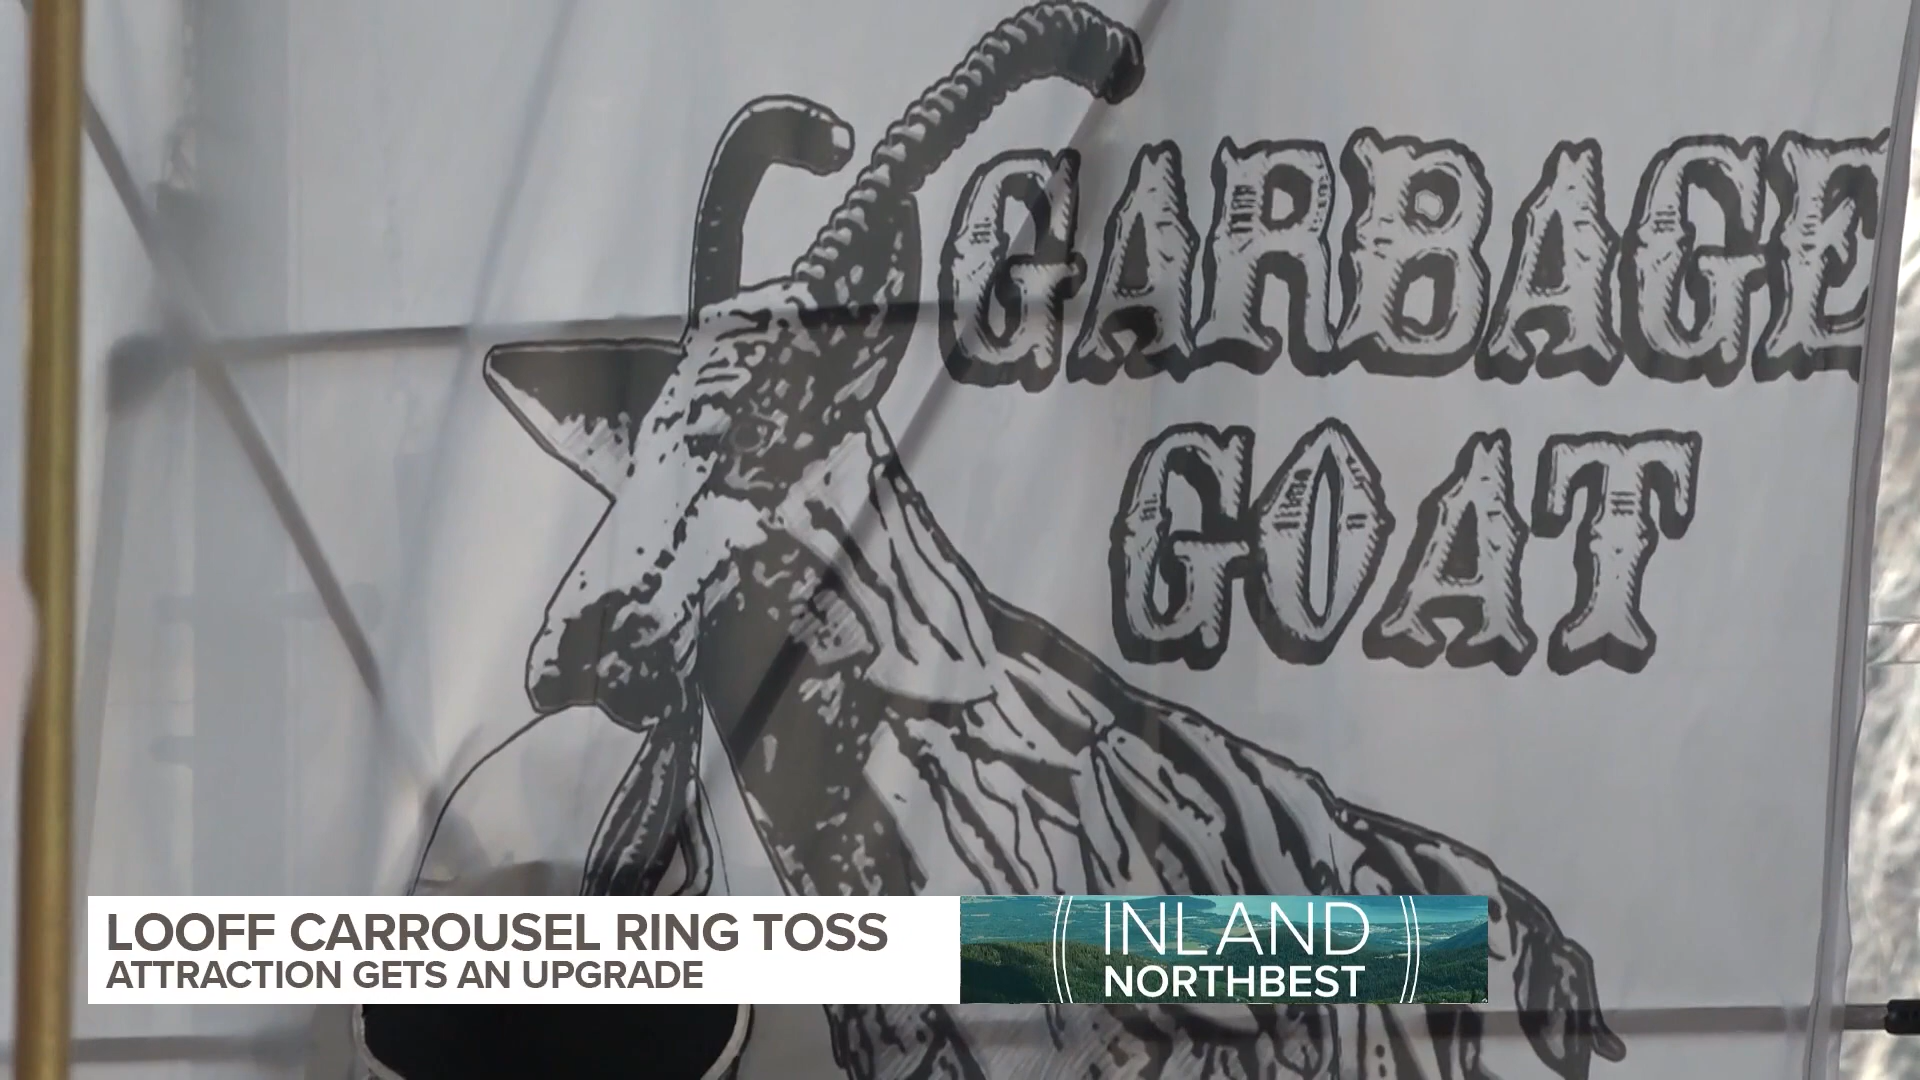 GARBAGE
GOAT
LOOFF CARROUSEL RING TOSS
ATTRACTION GETS AN UPGRADE
INLAND
NORTHBEST